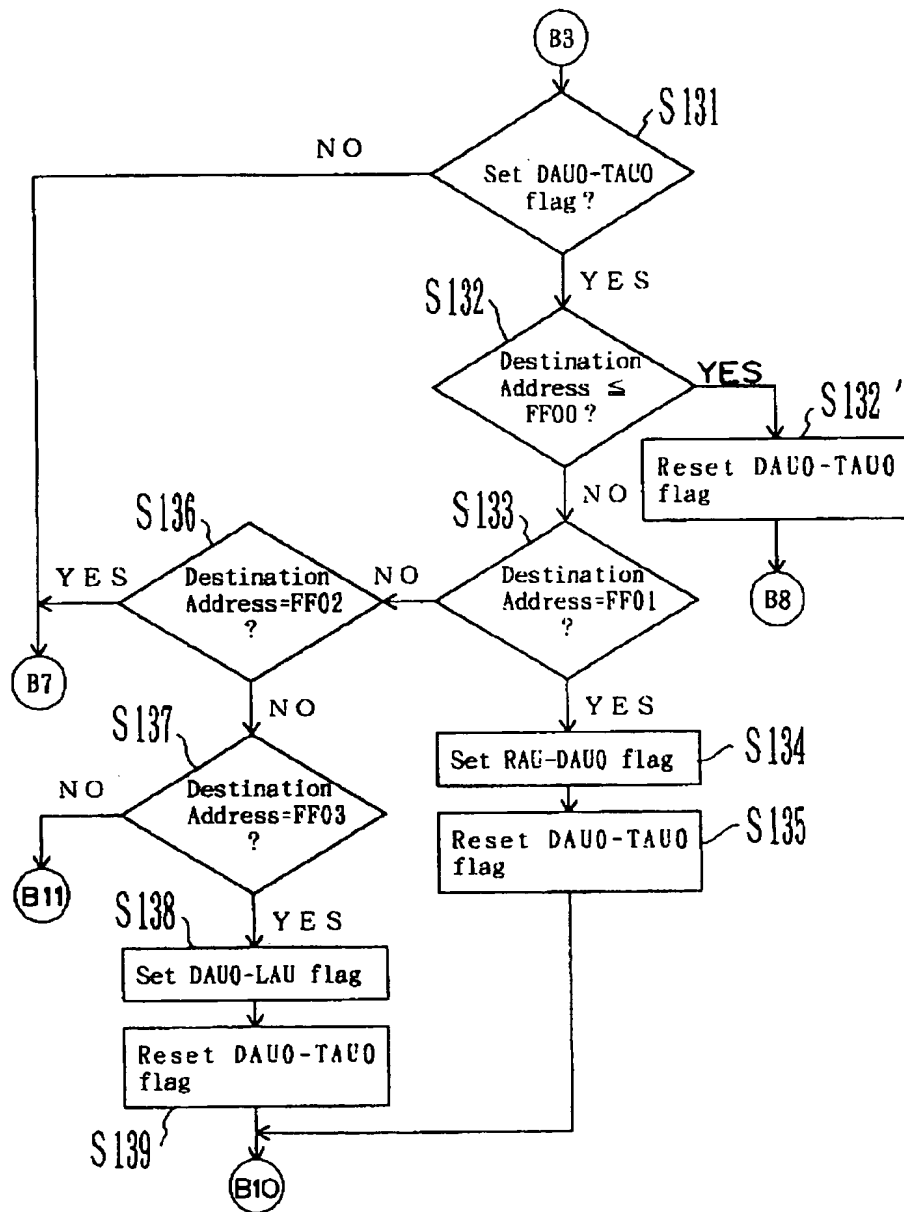 B3
S131
NO
Set DAU0-TAU0
flag?
YES
S132
Destination
Address ≦
FF00?
YES
S132'
Reset DAU0-TAU0
flag
NO
S136
S133
YES
Destination
Address=FF02
?
NO
Destination
Address=FF01
?
B8
B7
NO
YES
S137
Set RAU-DAU0 flag
S134
NO
Destination
Address=FF03
?
Reset DAU0-TAU0
flag
S135
B11
S138
YES
Set DAU0-LAU flag
Reset DAU0-TAU0
flag
S139
B10